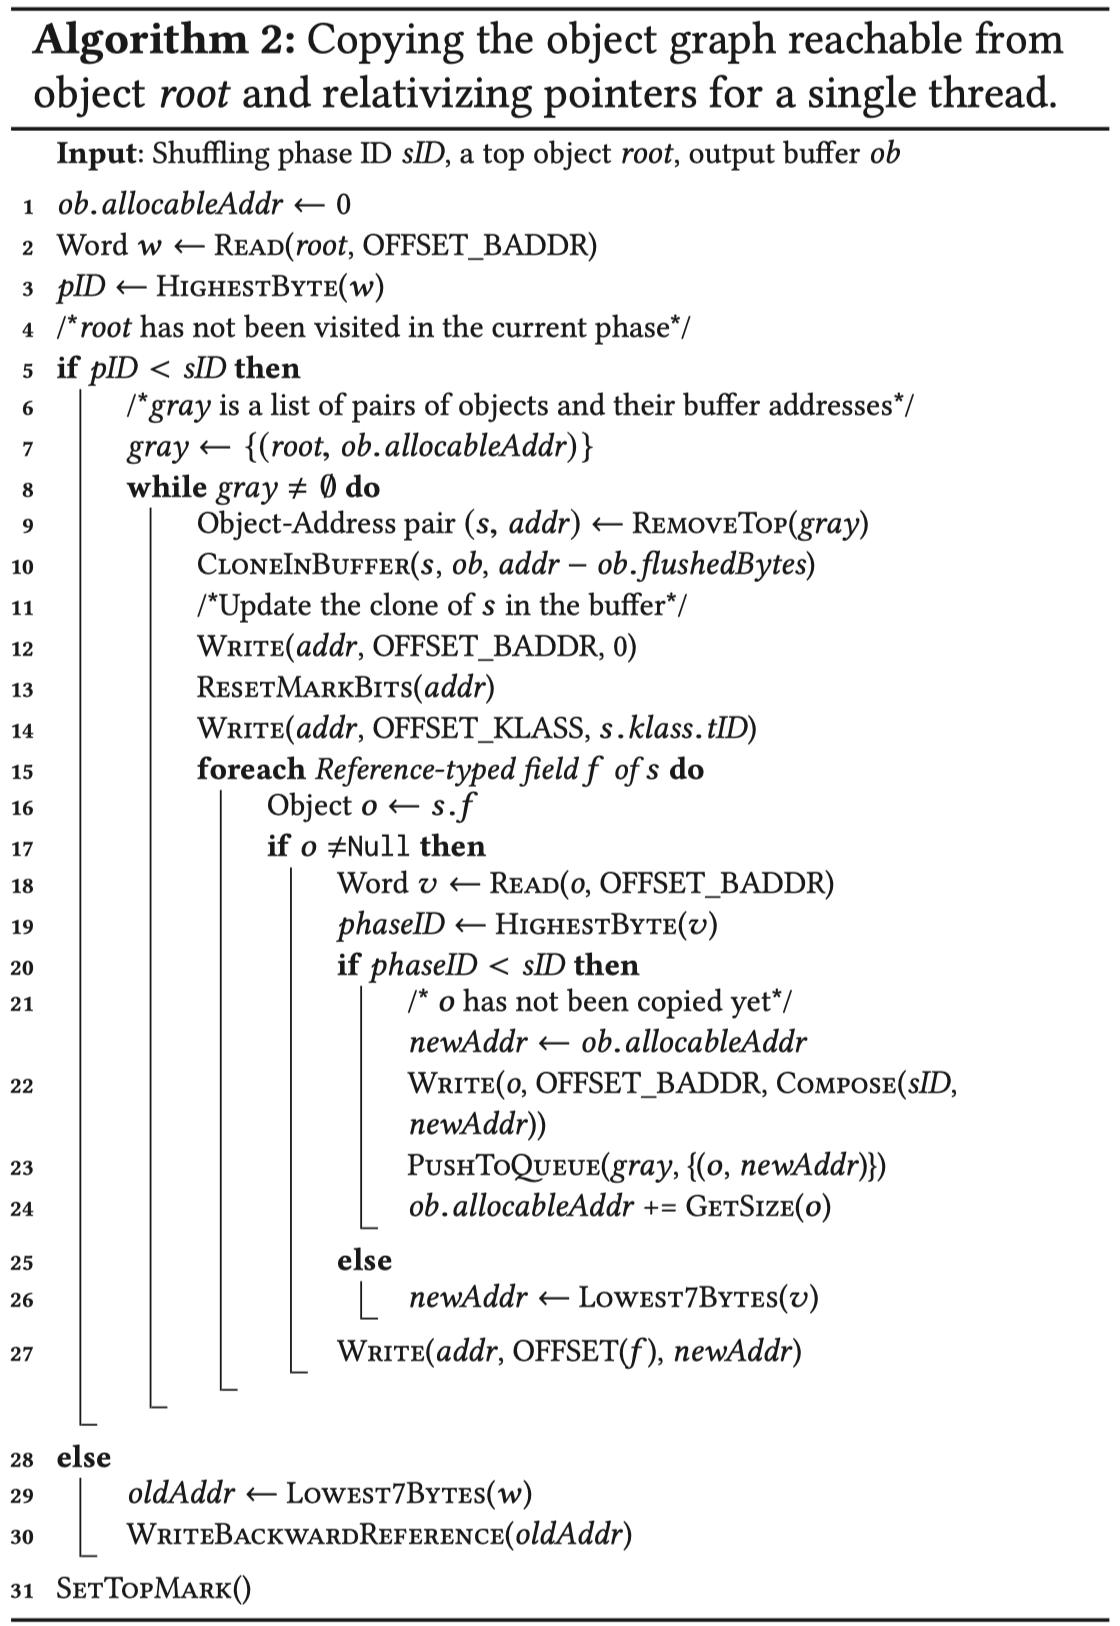 Algorithm 2: Copying the object graph reachable from
object root and relativizing pointers for a single thread.
Input: Shuffling phase ID sID, a top object root, output buffer ob
1 ob.allocableAddr ← 0
2 Word w ← READ(root, OFFSET_BADDR)
3 pID ← HIGHESTBYTE(w)
4 /*root has not been visited in the current phase*/
5 if pID < sID then
6 /*gray is a list of pairs of objects and their buffer addresses*/
7 gray ← {(root, ob.allocableAddr)}
8 while gray ≠ ∅ do
9 Object-Address pair (s, addr) ← REMOVETOP(gray)
10 CLONEINBUFFER(s, ob, addr − ob.flushedBytes)
11 /*Update the clone of s in the buffer*/
12 WRITE(addr, OFFSET_BADDR, 0)
13 RESETMARKBITS(addr)
14 WRITE(addr, OFFSET_KLASS, s.klass.tID)
15 foreach Reference-typed field f of s do
16 Object o ← s.f
17 if o ≠Null then
18 Word v ← READ(o, OFFSET_BADDR)
19 phaseID ← HIGHESTBYTE(v)
20 if phaseID < sID then
21 /* o has not been copied yet*/
newAddr ← ob.allocableAddr
22 WRITE(o, OFFSET_BADDR, COMPOSE(sID,
newAddr))
23 PUSHTOQUEUE(gray, {(o, newAddr)})
24 ob.allocableAddr += GETSIZE(o)
25 else
26 newAddr ← LOWEST7BYTES(v)
27 WRITE(addr, OFFSET(f), newAddr)
28 else
29 oldAddr ← LOWEST7BYTES(w)
30 WRITEBACKWARDREFERENCE(oldAddr)
31 SETTOPMARK()